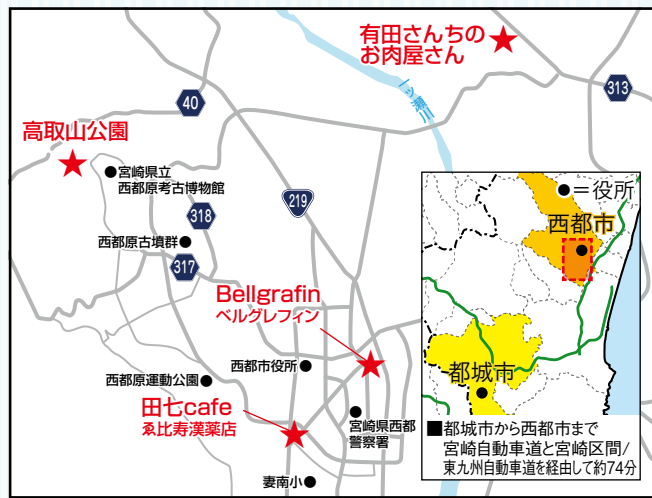 有田さんちの
お肉屋さん
一ッ瀬川
40
313
高取山公園
宮崎県立
西都原考古博物館
219
318
西都原古墳群
317
Bellgrafin
ベルグレフィン
西都市役所
西都原運動公園
田七cafe
ゑ比寿漢薬店
宮崎県西都
警察署
妻南小
●=役所
西都市
都城市
■都城市から西都市まで
宮崎自動車道と宮崎区間/
東九州自動車道を経由して約74分